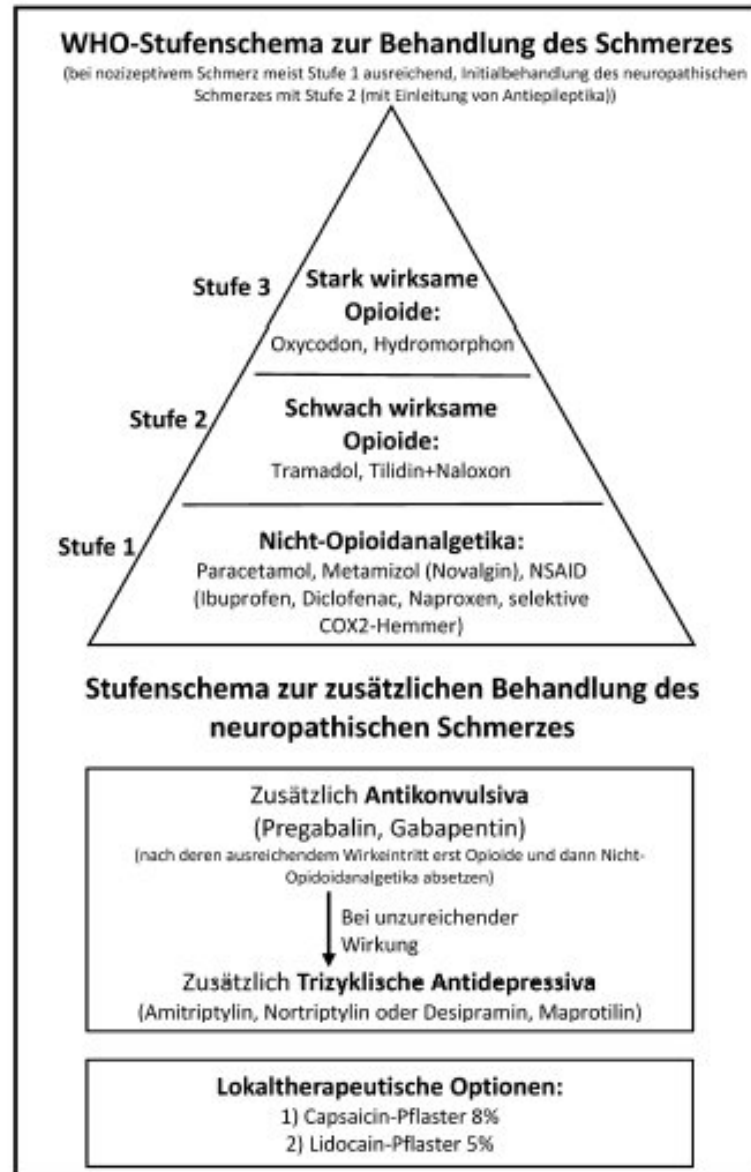 WHO-Stufenschema zur Behandlung des Schmerzes
(bei nozizeptivem Schmerz meist Stufe 1 ausreichend, Initialbehandlung des neuropathischen
Schmerzes mit Stufe 2 (mit Einleitung von Antiepileptika))
Stufe 3
Stark wirksame
Opioide:
Oxycodon, Hydromorphon
Stufe 2
Schwach wirksame
Opioide:
Tramadol, Tilidin+Naloxon
Stufe 1
Nicht-Opioidanalgetika:
Paracetamol, Metamizol (Novalgin), NSAID
(Ibuprofen, Diclofenac, Naproxen, selektive
COX2-Hemmer)
Stufenschema zur zusätzlichen Behandlung des
neuropathischen Schmerzes
Zusätzlich Antikonvulsiva
(Pregabalin, Gabapentin)
(nach deren ausreichendem Wirkeintritt erst Opioide und dann Nicht-
Opidoidanalgetika absetzen)
Bei unzureichender
Wirkung
Zusätzlich Trizyklische Antidepressiva
(Amitriptylin, Nortriptylin oder Desipramin, Maprotilin)
Lokaltherapeutische Optionen:
1) Capsaicin-Pflaster 8%
2) Lidocain-Pflaster 5%